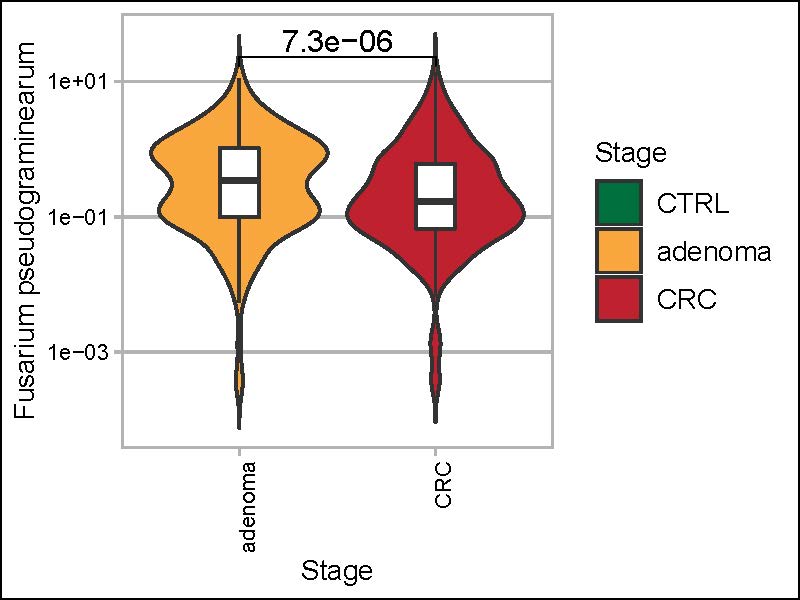 7.3e−06
1e+01
1e−01
1e−03
Fusarium pseudograminearum
adenoma
CRC
Stage
Stage
CTRL
adenoma
CRC